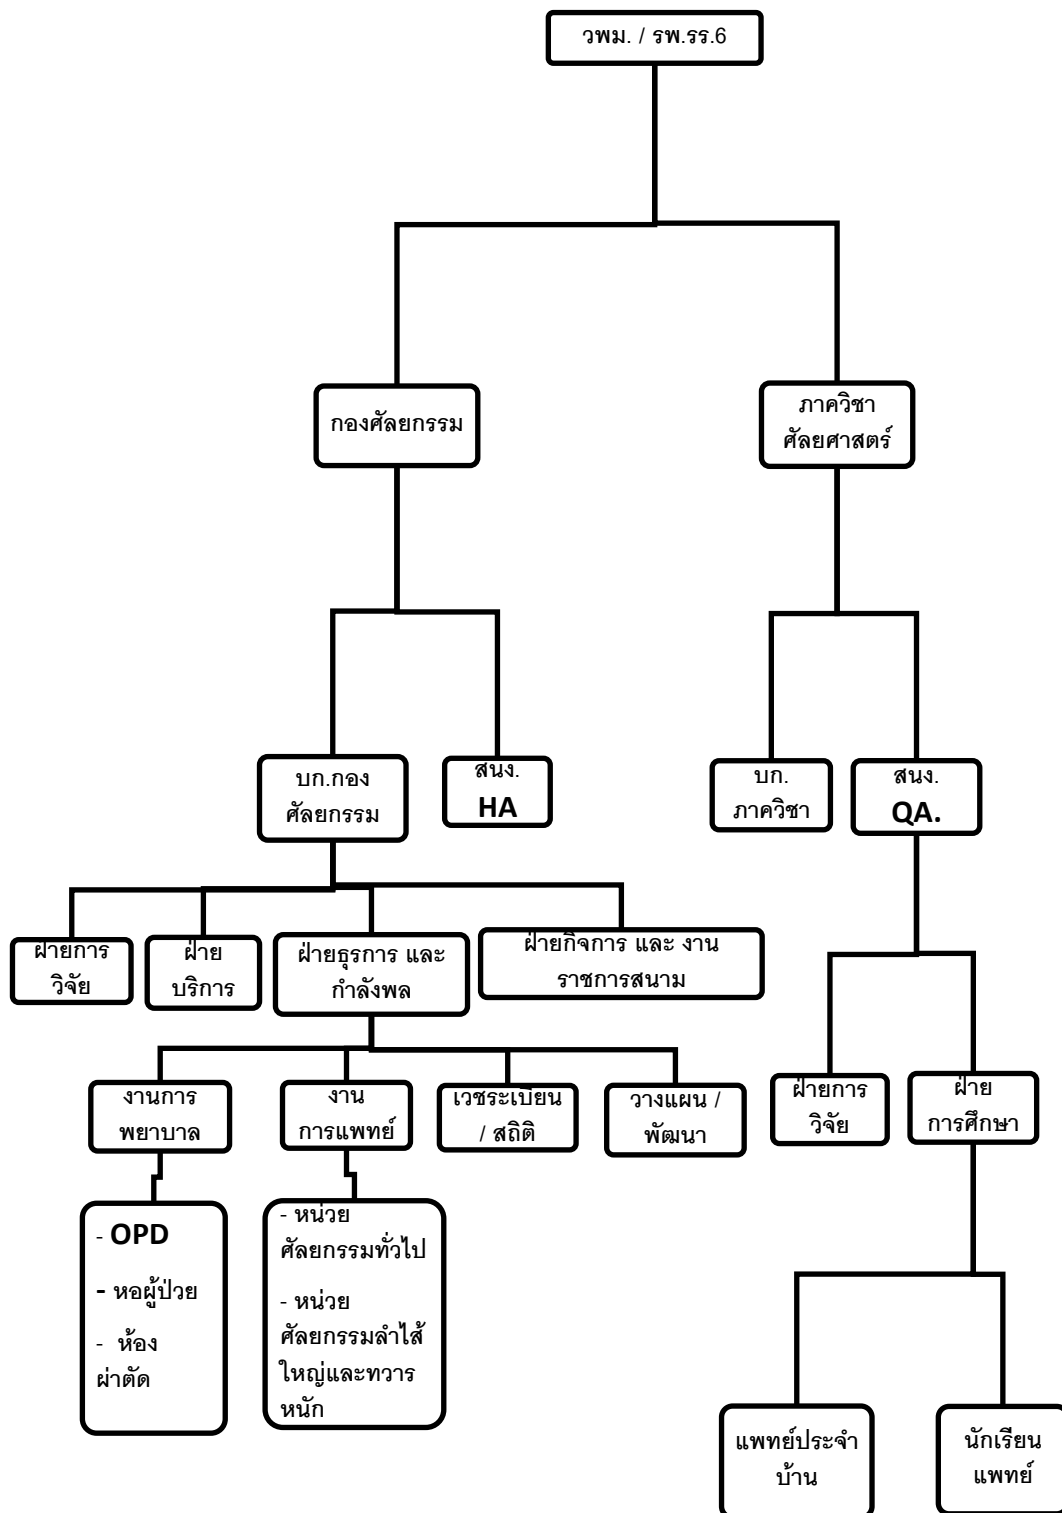 วพม. / รพ.รร.6
กองศัลยกรรม
ภาควิชา
ศัลยศาสตร์
บก.กอง
ศัลยกรรม
สนง.
HA
บก.
ภาควิชา
สนง.
QA.
ฝ่ายการ
วิจัย
ฝ่าย
บริการ
ฝ่ายธุรการ และ
กำลังพล
ฝ่ายกิจการ และ งาน
ราชการสนาม
งานการ
พยาบาล
งาน
การแพทย์
เวชระเบียน
/ สถิติ
วางแผน /
พัฒนา
ฝ่ายการ
วิจัย
ฝ่าย
การศึกษา
- OPD
- หอผู้ป่วย
- ห้อง
ผ่าตัด
- หน่วย
ศัลยกรรมทั่วไป
- หน่วย
ศัลยกรรมลำไส้
ใหญ่และทวาร
หนัก
แพทย์ประจำ
บ้าน
นักเรียน
แพทย์